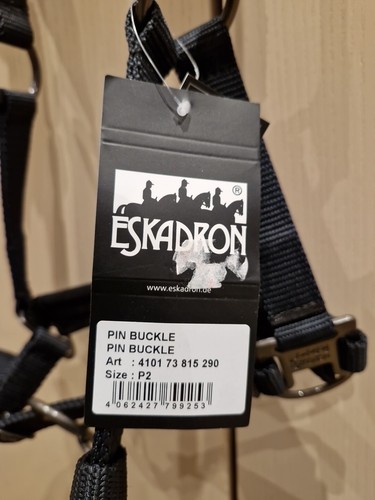 ®
ESKADRON
www.eskadron.de
PIN BUCKLE
PIN BUCKLE
Art : 4101 73 815 290
Size : P2
4 062427 799253